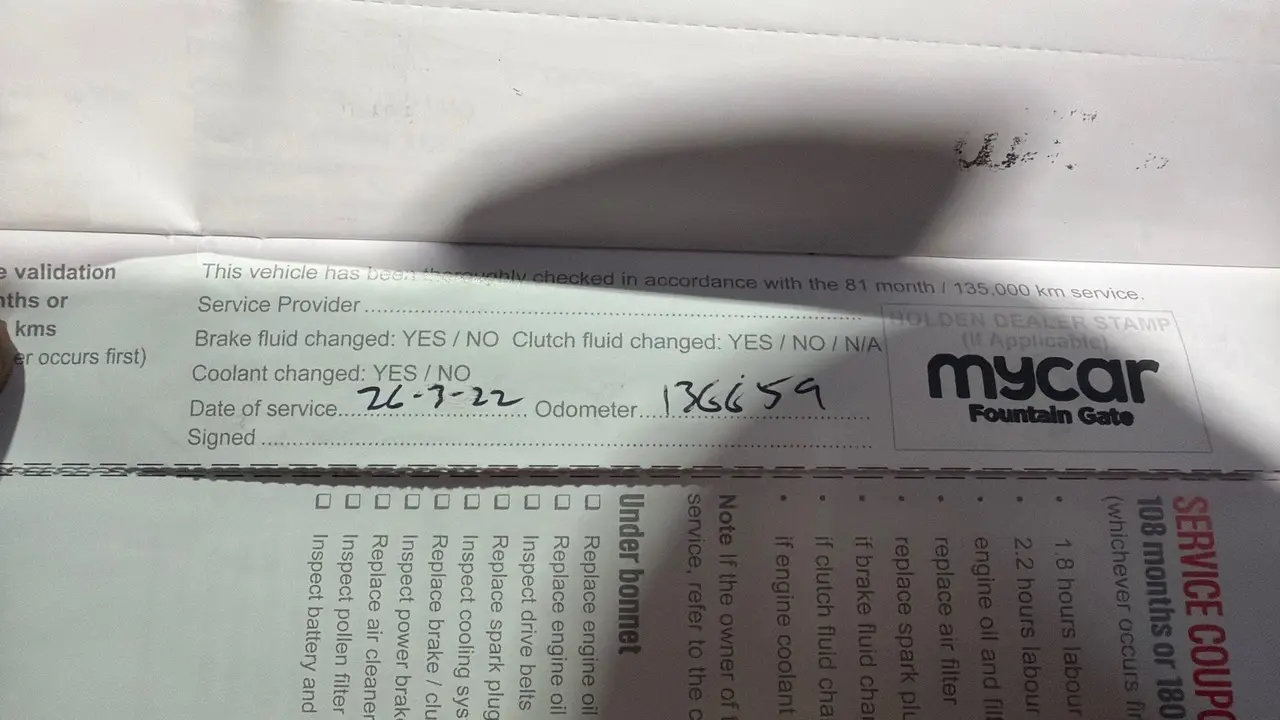 e validation
nths or
kms
er occurs first)
This vehicle has been thoroughly checked in accordance with the 81 month / 135,000 km service.
Service Provider
Brake fluid changed: YES / NO Clutch fluid changed: YES / NO / N/A
Coolant changed: YES / NO
Date of service 26-3-22 Odometer 136659
Signed
HOLDEN DEALER STAMP
(If Applicable)
mycar
Fountain Gate
SERVICE COUPO
108 months or 180
(whichever occurs fi
• 1.8 hours labour
• 2.2 hours labour
• engine oil and fil
• replace air filter
• replace spark plu
• if brake fluid chan
• if clutch fluid cha
• if engine coolant
Note If the owner of t
service, refer to the c
Under bonnet
Replace engine oil
Replace engine oil
Inspect drive belts
Replace spark plug
Inspect cooling sys
Replace brake / clu
Inspect power brak
Replace air cleaner
Inspect pollen filter
Inspect battery and